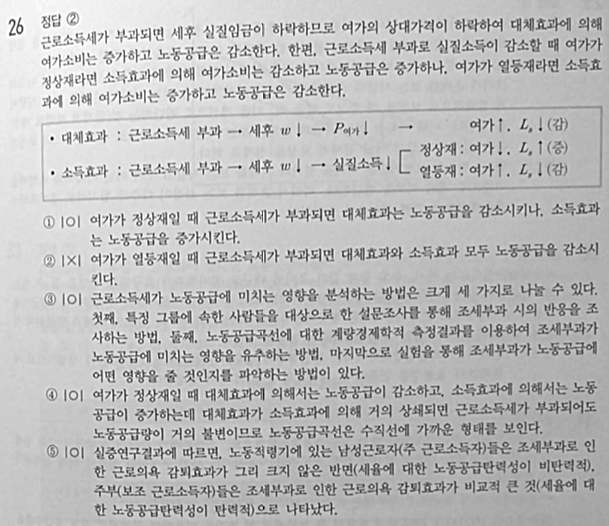 26 정답 ②
근로소득세가 부과되면 세후 실질임금이 하락하므로 여가의 상대가격이 하락하여 대체효과에 의해
여가소비는 증가하고 노동공급은 감소한다. 한편, 근로소득세 부과로 실질소득이 감소할 때 여가가
정상재라면 소득효과에 의해 여가소비는 감소하고 노동공급은 증가하나, 여가가 열등재라면 소득효
과에 의해 여가소비는 증가하고 노동공급은 감소한다.
• 대체효과 : 근로소득세 부과 → 세후 w↓ → P여가↓ → 여가↑, Ls↓(감)
정상재 : 여가↓, Ls↑(증)
• 소득효과 : 근로소득세 부과 → 세후 w↓ → 실질소득↓
열등재 : 여가↑, Ls↓(감)
① |O| 여가가 정상재일 때 근로소득세가 부과되면 대체효과는 노동공급을 감소시키나, 소득효과
는 노동공급을 증가시킨다.
② |X| 여가가 열등재일 때 근로소득세가 부과되면 대체효과와 소득효과 모두 노동공급을 감소시
킨다.
③ |O| 근로소득세가 노동공급에 미치는 영향을 분석하는 방법은 크게 세 가지로 나눌 수 있다.
첫째, 특정 그룹에 속한 사람들을 대상으로 한 설문조사를 통해 조세부과 시의 반응을 조
사하는 방법, 둘째, 노동공급곡선에 대한 계량경제학적 측정결과를 이용하여 조세부과가
노동공급에 미치는 영향을 유추하는 방법, 마지막으로 실험을 통해 조세부과가 노동공급에
어떤 영향을 줄 것인지를 파악하는 방법이 있다.
④ |O| 여가가 정상재일 때 대체효과에 의해서는 노동공급이 감소하고, 소득효과에 의해서는 노동
공급이 증가하는데 대체효과가 소득효과에 의해 거의 상쇄되면 근로소득세가 부과되어도
노동공급량이 거의 불변이므로 노동공급곡선은 수직선에 가까운 형태를 보인다.
⑤ |O| 실증연구결과에 따르면, 노동적령기에 있는 남성근로자(주 근로소득자)들은 조세부과로 인
한 근로의욕 감퇴효과가 그리 크지 않은 반면(세율에 대한 노동공급탄력성이 비탄력적),
주부(보조 근로소득자)들은 조세부과로 인한 근로의욕 감퇴효과가 비교적 큰 것(세율에 대
한 노동공급탄력성이 탄력적)으로 나타났다.